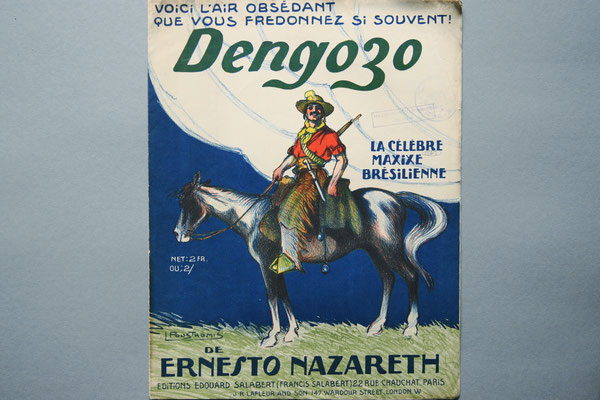 VOICI L'AIR OBSÉDANT
QUE VOUS FREDONNEZ SI SOUVENT!
Dengozo
LA CÉLÈBRE
MAXIXE
BRÉSILIENNE
NET: 2 FR.
OU: 2/
DE
ERNESTO NAZARETH
EDITIONS EDOUARD SALABERT (FRANCIS SALABERT) 22 RUE CHAUCHAT, PARIS
J.R. LAFLEUR AND SON 147 WARDOUR STREET LONDON W